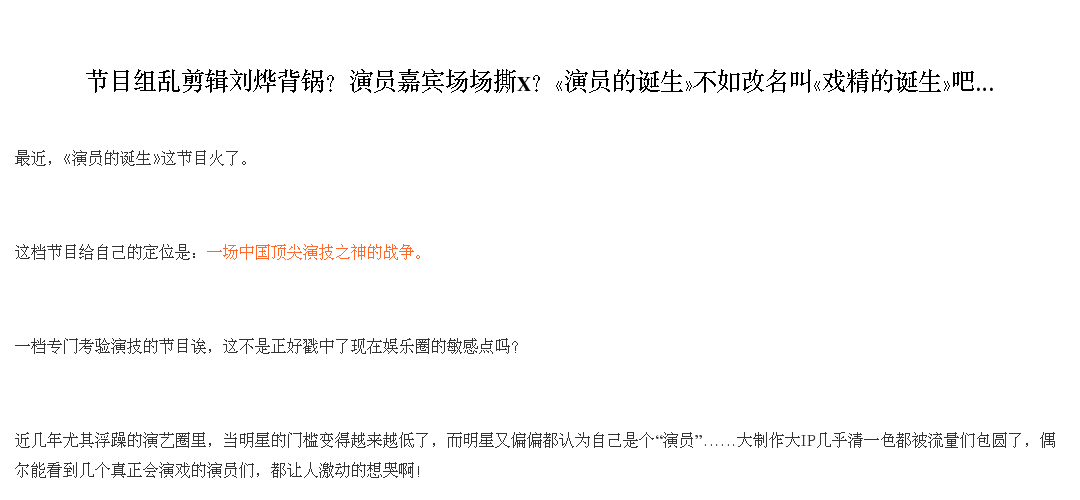 节目组乱剪辑刘烨背锅？演员嘉宾场场撕X？《演员的诞生》不如改名叫《戏精的诞生》吧...
最近，《演员的诞生》这节目火了。
这档节目给自己的定位是：一场中国顶尖演技之神的战争。
一档专门考验演技的节目诶，这不是正好戳中了现在娱乐圈的敏感点吗？
近几年尤其浮躁的演艺圈里，当明星的门槛变得越来越低了，而明星又偏偏都认为自己是个“演员”……大制作大IP几乎清一色都被流量们包圆了，偶
尔能看到几个真正会演戏的演员们，都让人激动的想哭啊！